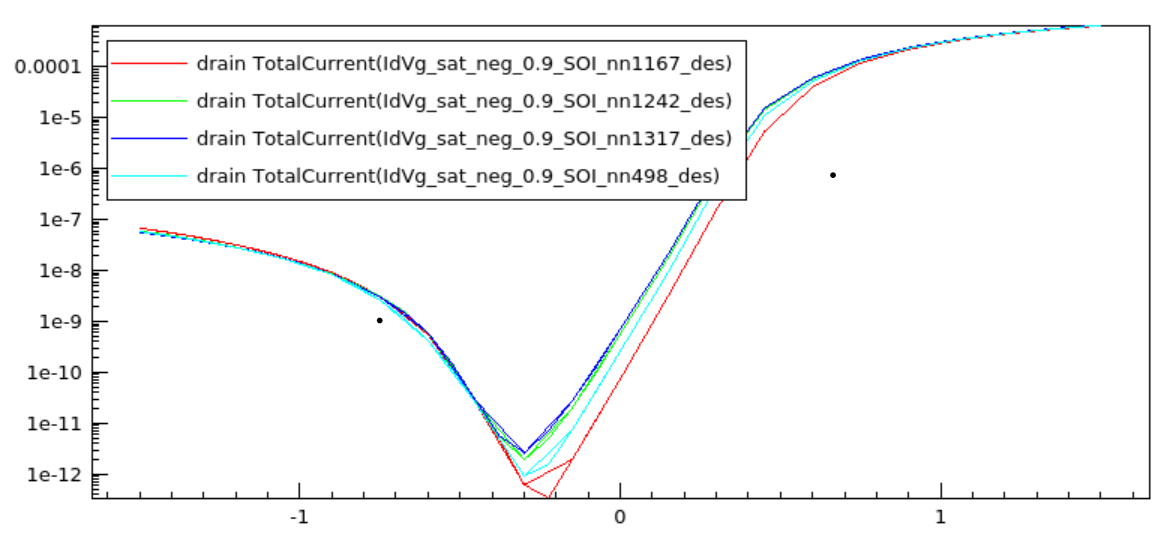 0.0001
1e-5
1e-6
1e-7
1e-8
1e-9
1e-10
1e-11
1e-12
drain TotalCurrent(IdVg_sat_neg_0.9_SOI_nn1167_des)
drain TotalCurrent(IdVg_sat_neg_0.9_SOI_nn1242_des)
drain TotalCurrent(IdVg_sat_neg_0.9_SOI_nn1317_des)
drain TotalCurrent(IdVg_sat_neg_0.9_SOI_nn498_des)
-1
0
1